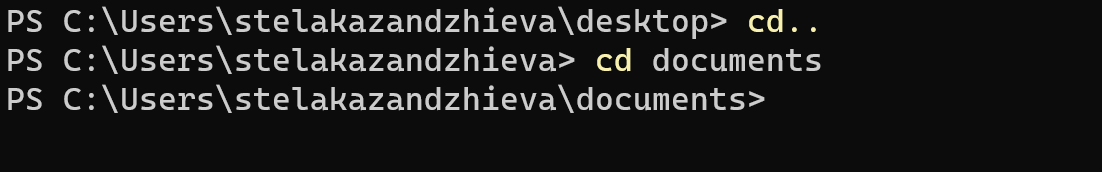 PS C:\Users\stelakazandzhieva\desktop> cd..
PS C:\Users\stelakazandzhieva> cd documents
PS C:\Users\stelakazandzhieva\documents>